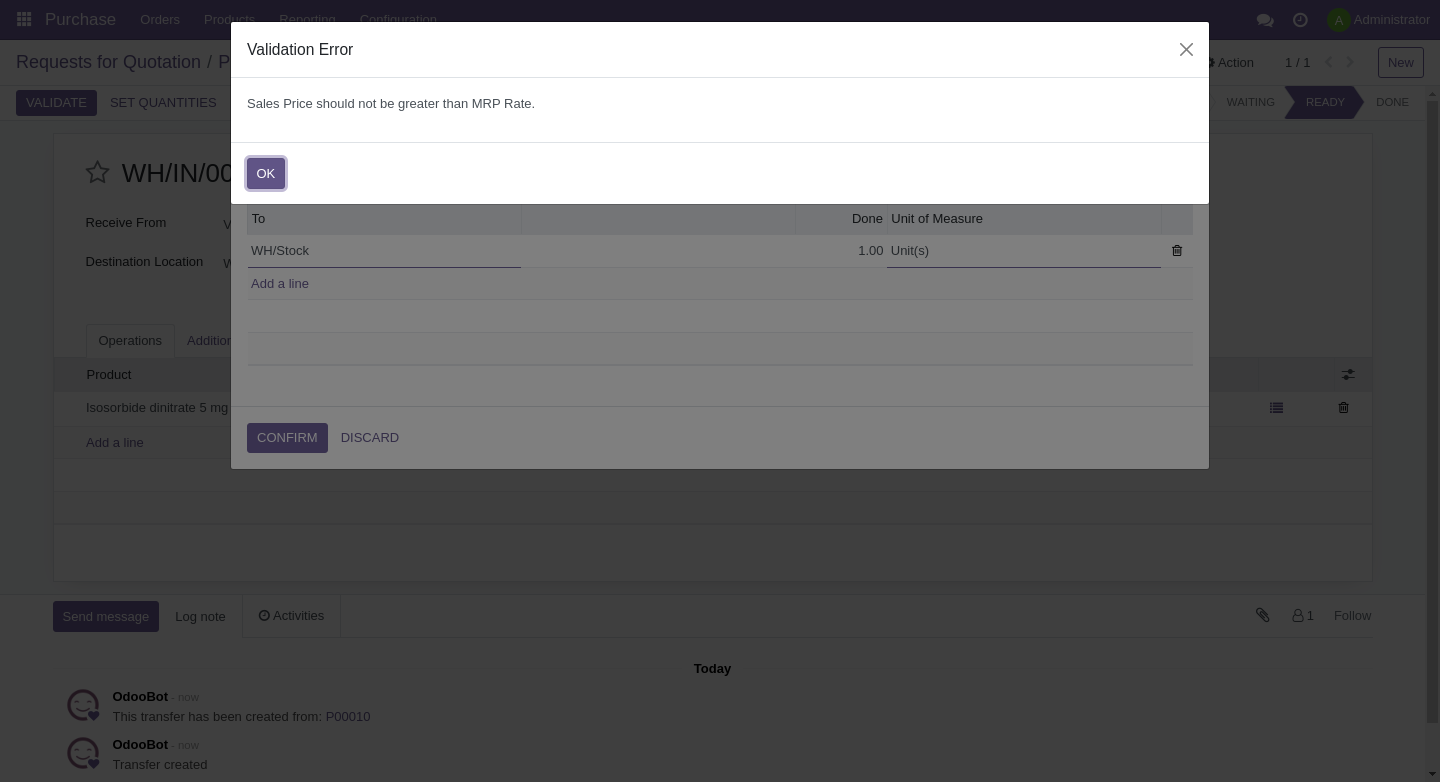 Purchase Orders Products Reporting Configuration A Administrator
Requests for Quotation / P Action 1 / 1 New
VALIDATE SET QUANTITIES WAITING READY DONE
Validation Error
Sales Price should not be greater than MRP Rate.
OK
WH/IN/00
Receive From
Destination Location
To Done Unit of Measure
WH/Stock 1.00 Unit(s)
Add a line
Operations Addition
Product
Isosorbide dinitrate 5 mg
Add a line
CONFIRM DISCARD
Send message Log note Activities 1 Follow
Today
OdooBot - now
This transfer has been created from: P00010
OdooBot - now
Transfer created